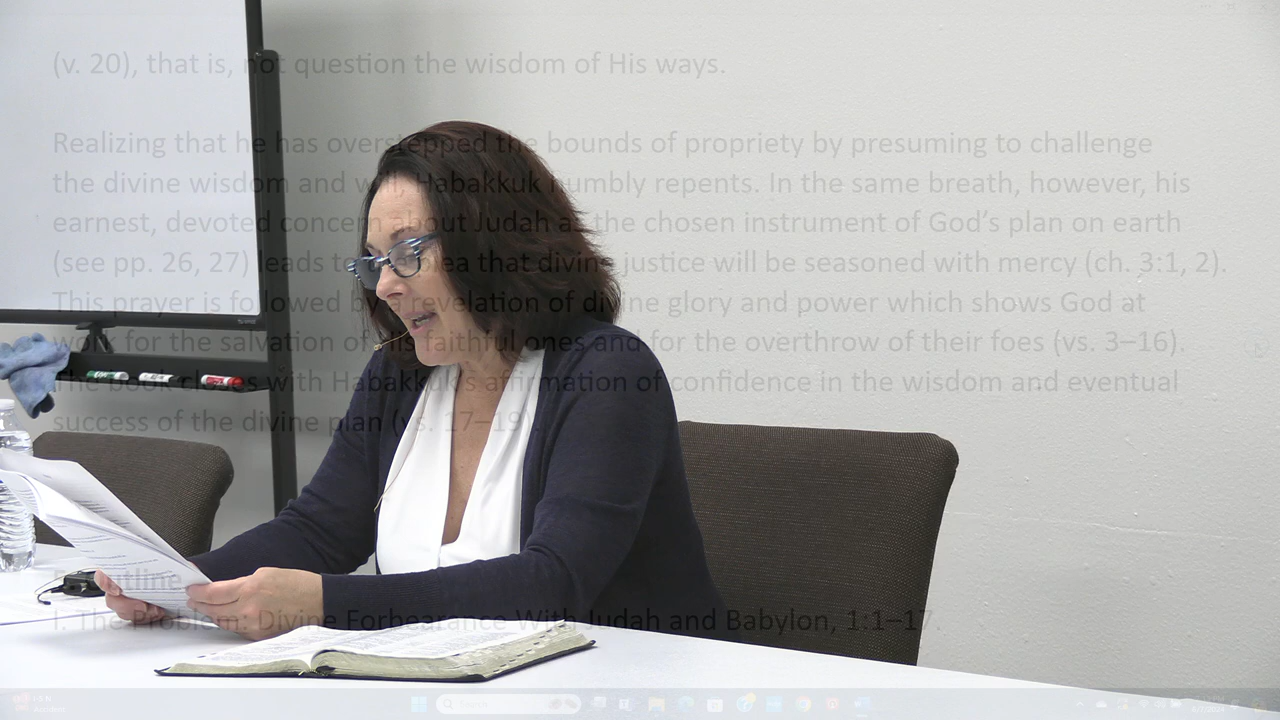 (v. 20), that is, not question the wisdom of His ways.
Realizing that he has overstepped the bounds of propriety by presuming to challenge
the divine wisdom and w Habakkuk humbly repents. In the same breath, however, his
earnest, devoted concern about Judah the chosen instrument of God's plan on earth
(see pp. 26, 27) leads to plea that divine justice will be seasoned with mercy (ch. 3:1, 2).
This prayer is followed by revelation of divine glory and power which shows God at
work for the salvation of His faithful ones and for the overthrow of their foes (vs. 3–16).
The book closes with Habakkuk's affirmation of confidence in the wisdom and eventual
success of the divine plan (vs. 17–19).
Outline
I. The Problem: Divine Forbearance With Judah and Babylon, 1:1–17.
Search